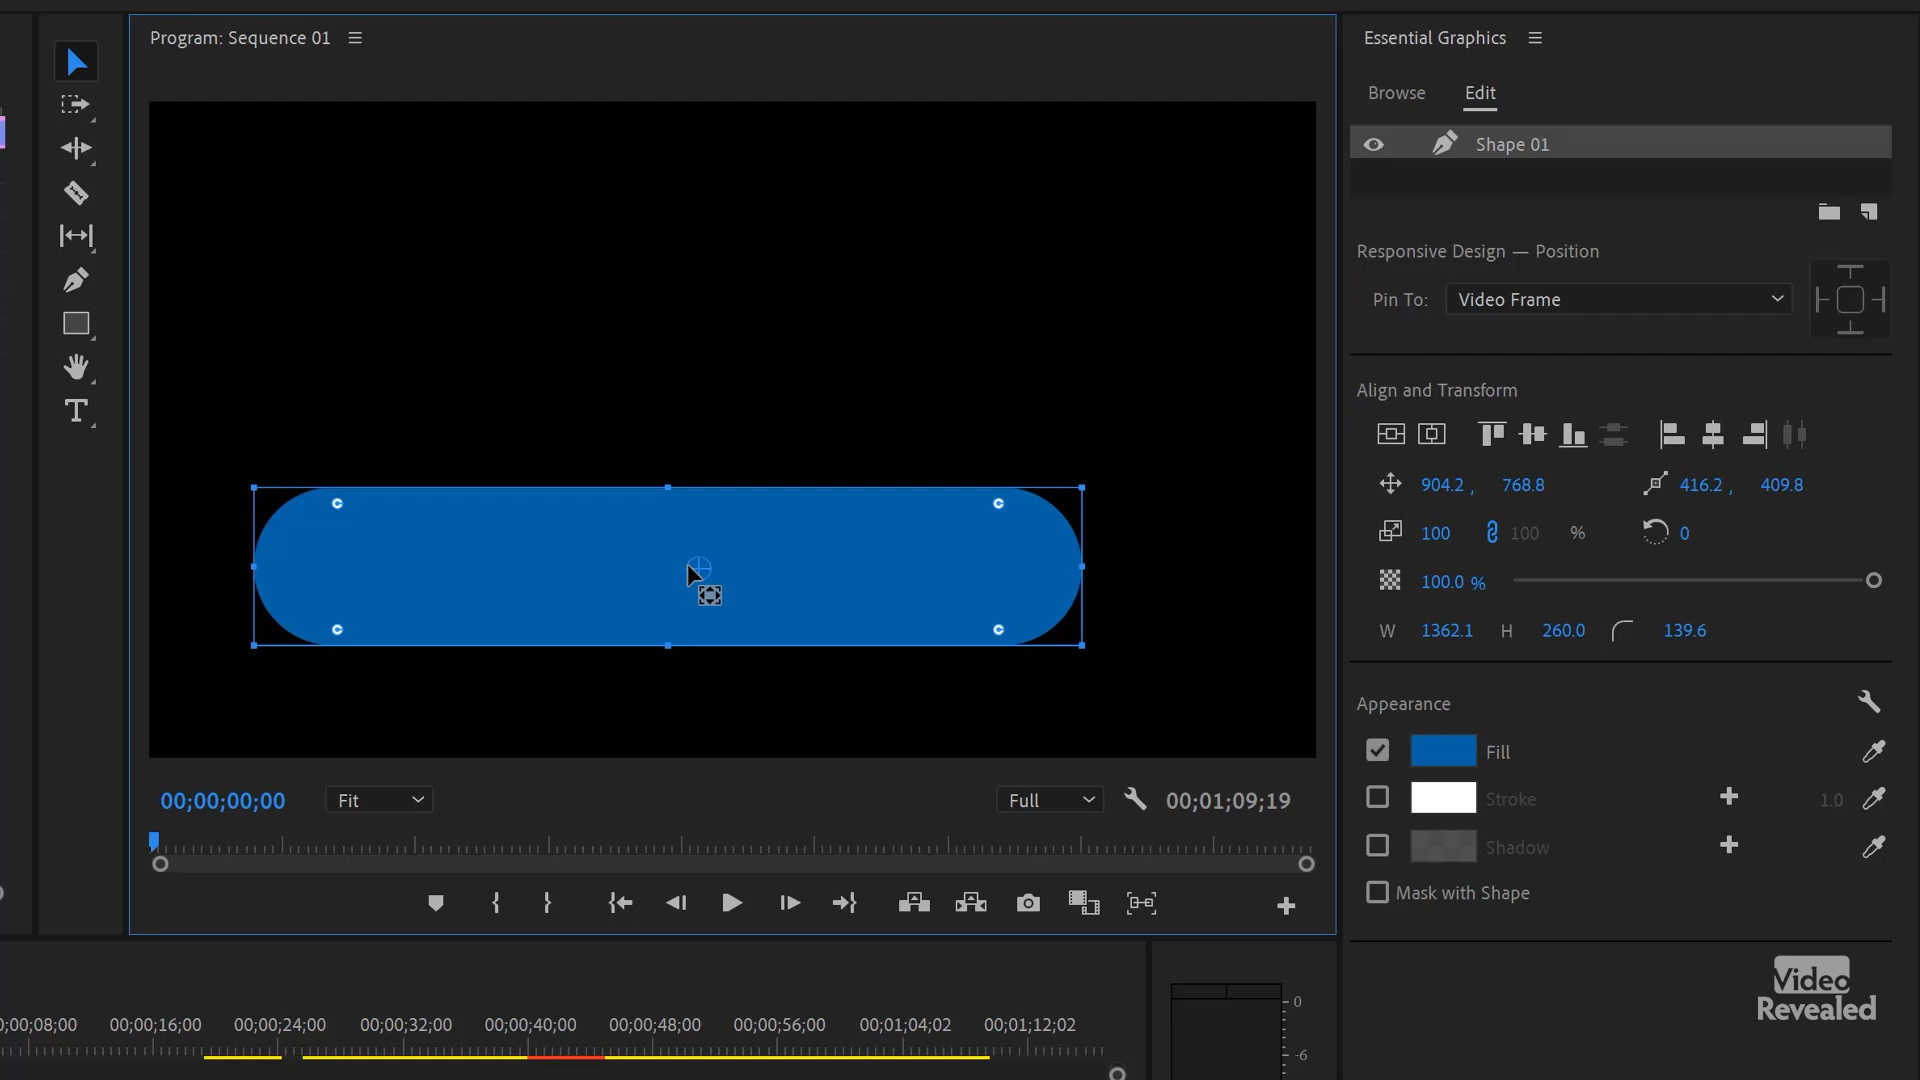 Program: Sequence 01
Essential Graphics
Browse Edit
Shape 01
Responsive Design — Position
Pin To: Video Frame
Align and Transform
904.2 , 768.8 416.2 , 409.8
100 100 % 0
100.0 %
W 1362.1 H 260.0 139.6
Appearance
Fill
Stroke 1.0
Shadow
Mask with Shape
00;00;00;00 Fit Full 00;01;09;19
0;00;08;00 00;00;16;00 00;00;24;00 00;00;32;00 00;00;40;00 00;00;48;00 00;00;56;00 00;01;04;02 00;01;12;02
0
-6
Video
Revealed